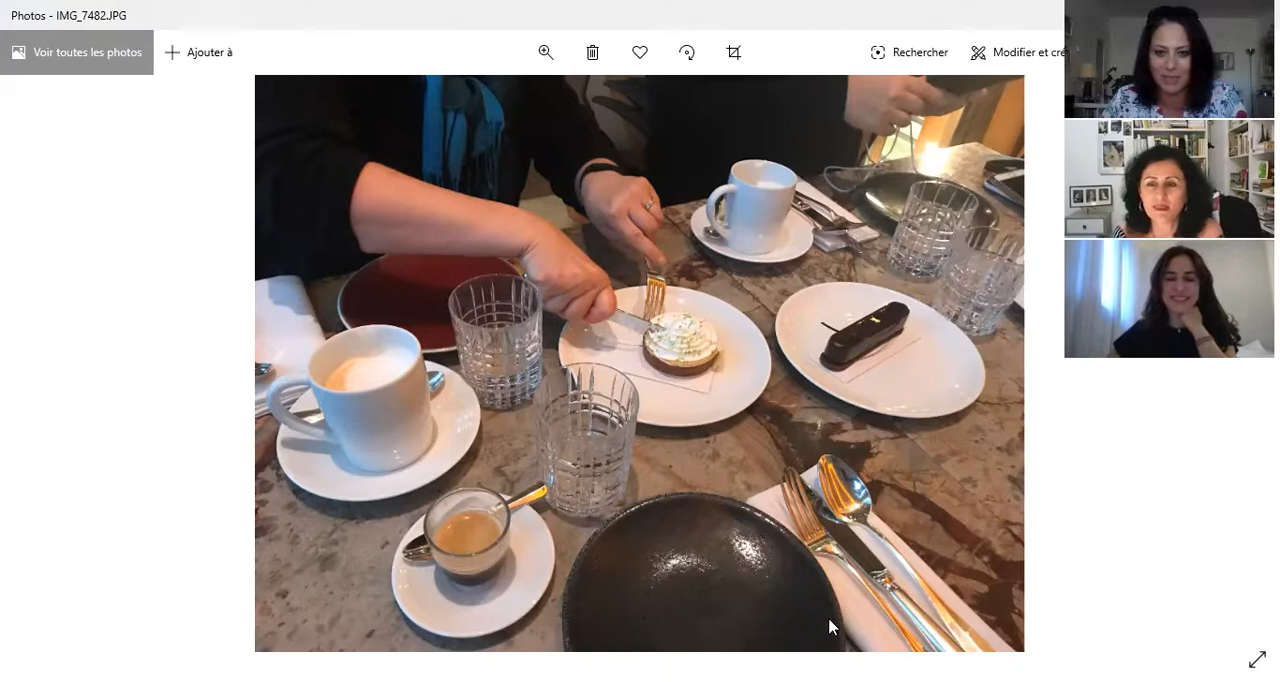 Photos - IMG_7482.JPG
Voir toutes les photos
Ajouter à
Rechercher
Modifier et cré